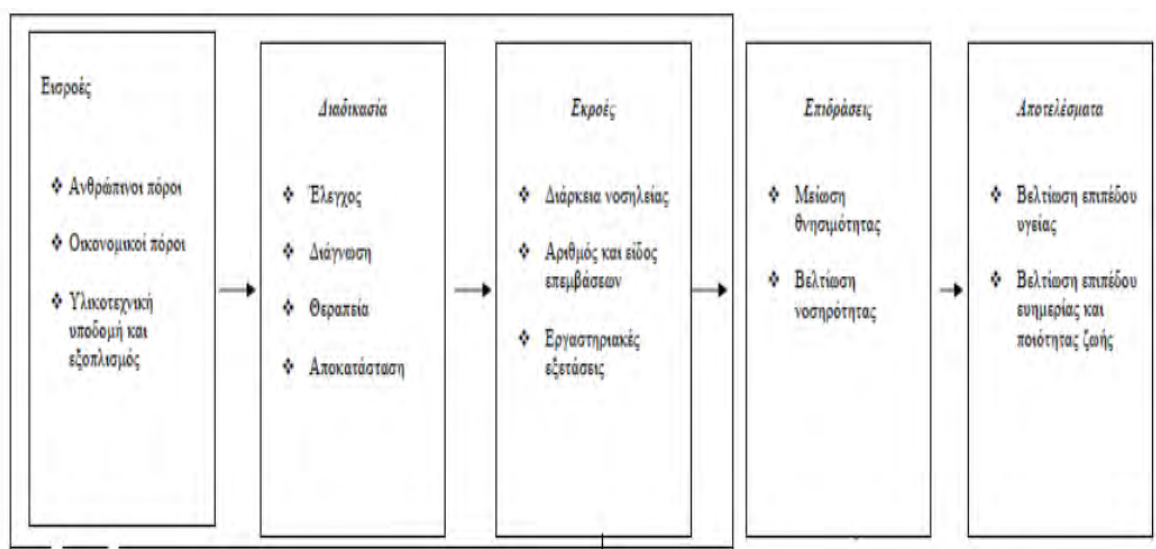 Εισροές
❖ Ανθρώπινοι πόροι
❖ Οικονομικοί πόροι
❖ Υλικοτεχνική
υποδομή και
εξοπλισμός
Διαδικασία
❖ Έλεγχος
❖ Διάγνωση
❖ Θεραπεία
❖ Αποκατάσταση
Εκροές
❖ Διάρκεια νοσηλείας
❖ Αριθμός και είδος
επεμβάσεων
❖ Εργαστηριακές
εξετάσεις
Επιδράσεις
❖ Μείωση
θνησιμότητας
❖ Βελτίωση
νοσηρότητας
Αποτελέσματα
❖ Βελτίωση επιπέδου
υγείας
❖ Βελτίωση επιπέδου
ευημερίας και
ποιότητας ζωής